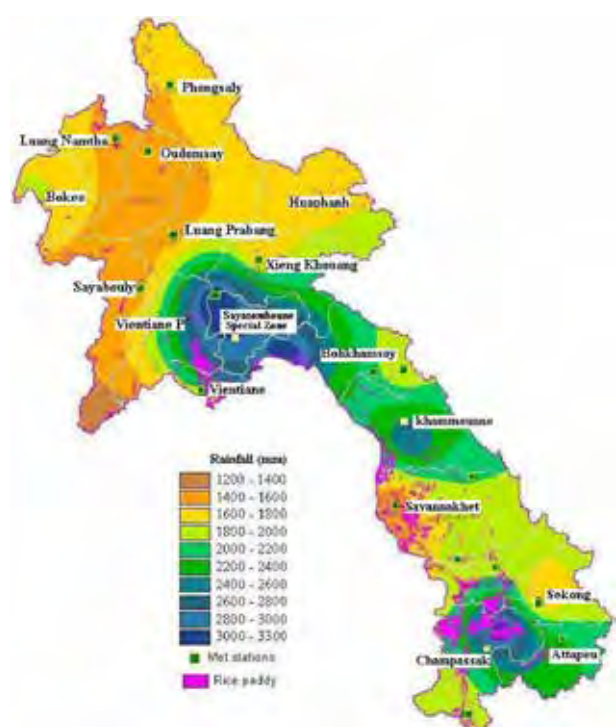 Phongsaly
Luang Namtha
Oudomxay
Bokeo
Huaphanh
Luang Prabang
Xieng Khouang
Sayabouly
Vientiane P
Special Zone
Bolikhamxay
Vientiane
Khammouane
Rainfall (mm)
1200 - 1400
1400 - 1600
1600 - 1800
1800 - 2000
2000 - 2200
2200 - 2400
2400 - 2600
2600 - 2800
2800 - 3000
3000 - 3300
Met stations
Rice paddy
Savannakhet
Sekong
Champassak
Attapeu